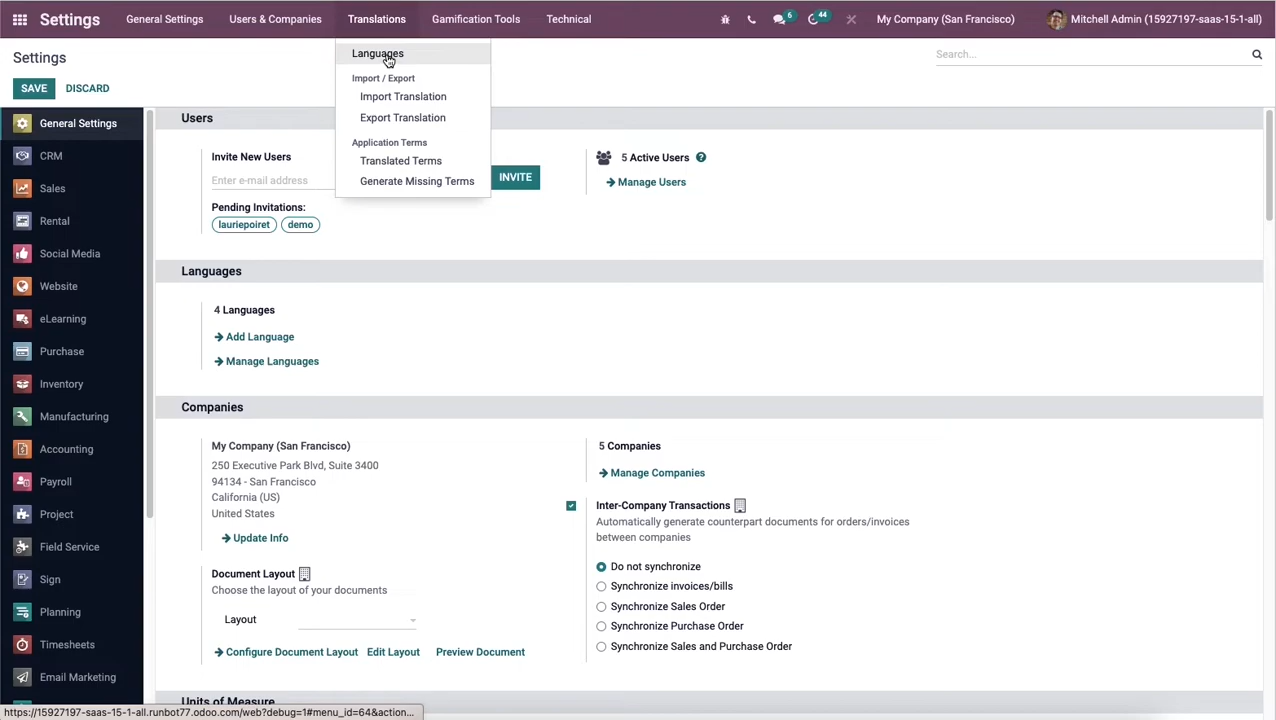 Settings
General Settings
Users & Companies
Translations
Gamification Tools
Technical
6
44
My Company (San Francisco)
Mitchell Admin (15927197-saas-15-1-all)
Settings
Search...
SAVE
DISCARD
Languages
Import / Export
Import Translation
Export Translation
Application Terms
Translated Terms
Generate Missing Terms
General Settings
CRM
Sales
Rental
Social Media
Website
eLearning
Purchase
Inventory
Manufacturing
Accounting
Payroll
Project
Field Service
Sign
Planning
Timesheets
Email Marketing
Users
Invite New Users
Enter e-mail address
INVITE
Pending Invitations:
lauriepoiret
demo
5 Active Users ?
Manage Users
Languages
4 Languages
Add Language
Manage Languages
Companies
My Company (San Francisco)
250 Executive Park Blvd, Suite 3400
94134 - San Francisco
California (US)
United States
Update Info
Document Layout
Choose the layout of your documents
Layout
Configure Document Layout
Edit Layout
Preview Document
5 Companies
Manage Companies
Inter-Company Transactions
Automatically generate counterpart documents for orders/invoices
between companies
Do not synchronize
Synchronize invoices/bills
Synchronize Sales Order
Synchronize Purchase Order
Synchronize Sales and Purchase Order
Units of Measure
https://15927197-saas-15-1-all.runbot77.odoo.com/web?debug=1#menu_id=64&action...